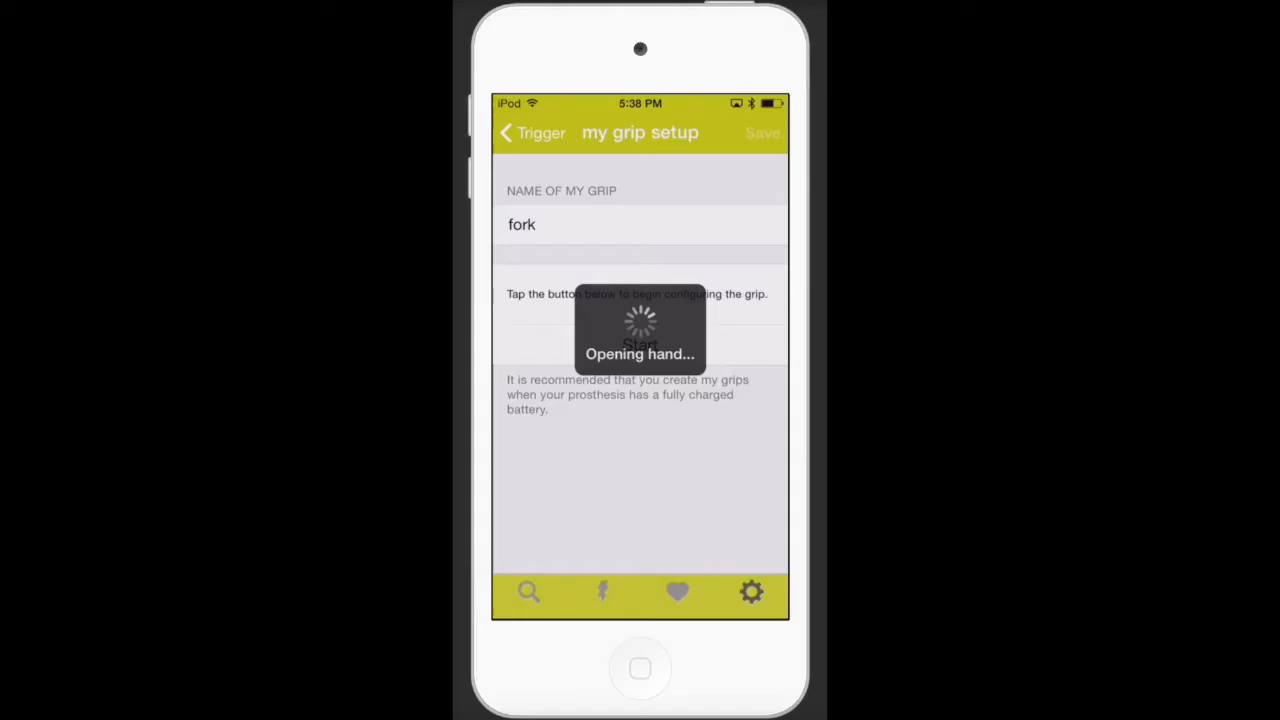 iPod 5:38 PM
Trigger my grip setup Save
NAME OF MY GRIP
fork
Tap the button below to begin configuring the grip.
Start
Opening hand...
It is recommended that you create my grips
when your prosthesis has a fully charged
battery.